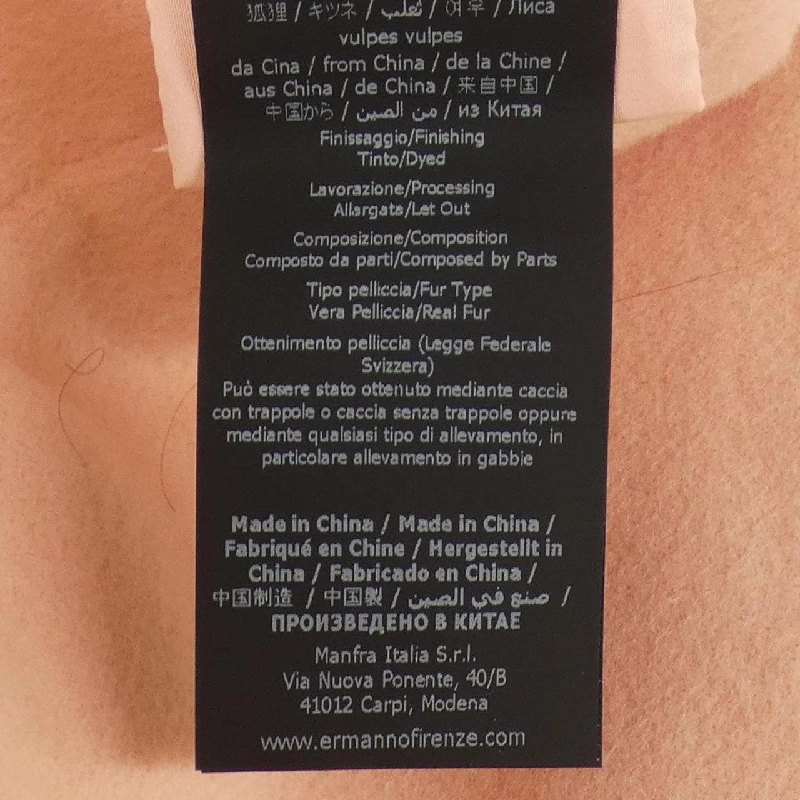 狐狸 / キツネ / ثعلب / 여우 / Лиса
vulpes vulpes
da Cina / from China / de la Chine /
aus China / de China / 来自中国 /
中国から / من الصين / из Китая
Finissaggio/Finishing
Tinto/Dyed
Lavorazione/Processing
Allargata/Let Out
Composizione/Composition
Composto da parti/Composed by Parts
Tipo pelliccia/Fur Type
Vera Pelliccia/Real Fur
Ottenimento pelliccia (Legge Federale
Svizzera)
Può essere stato ottenuto mediante caccia
con trappole o caccia senza trappole oppure
mediante qualsiasi tipo di allevamento, in
particolare allevamento in gabbie
Made in China / Made in China /
Fabriqué en Chine / Hergestellt in
China / Fabricado en China /
中国制造 / 中国製 / صنع في الصين /
ПРОИЗВЕДЕНО В КИТАЕ
Manfra Italia S.r.l.
Via Nuova Ponente, 40/B
41012 Carpi, Modena
www.ermannofirenze.com